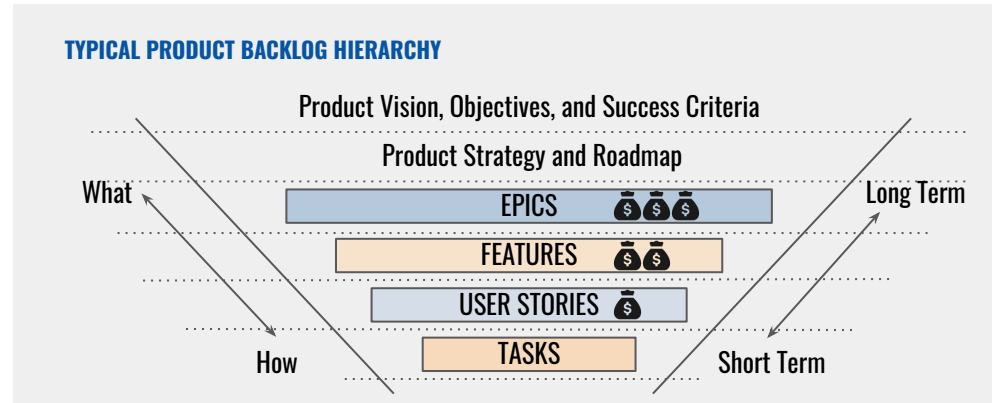 TYPICAL PRODUCT BACKLOG HIERARCHY
Product Vision, Objectives, and Success Criteria
Product Strategy and Roadmap
What
Long Term
EPICS $ $ $
FEATURES $ $
USER STORIES $
TASKS
How
Short Term